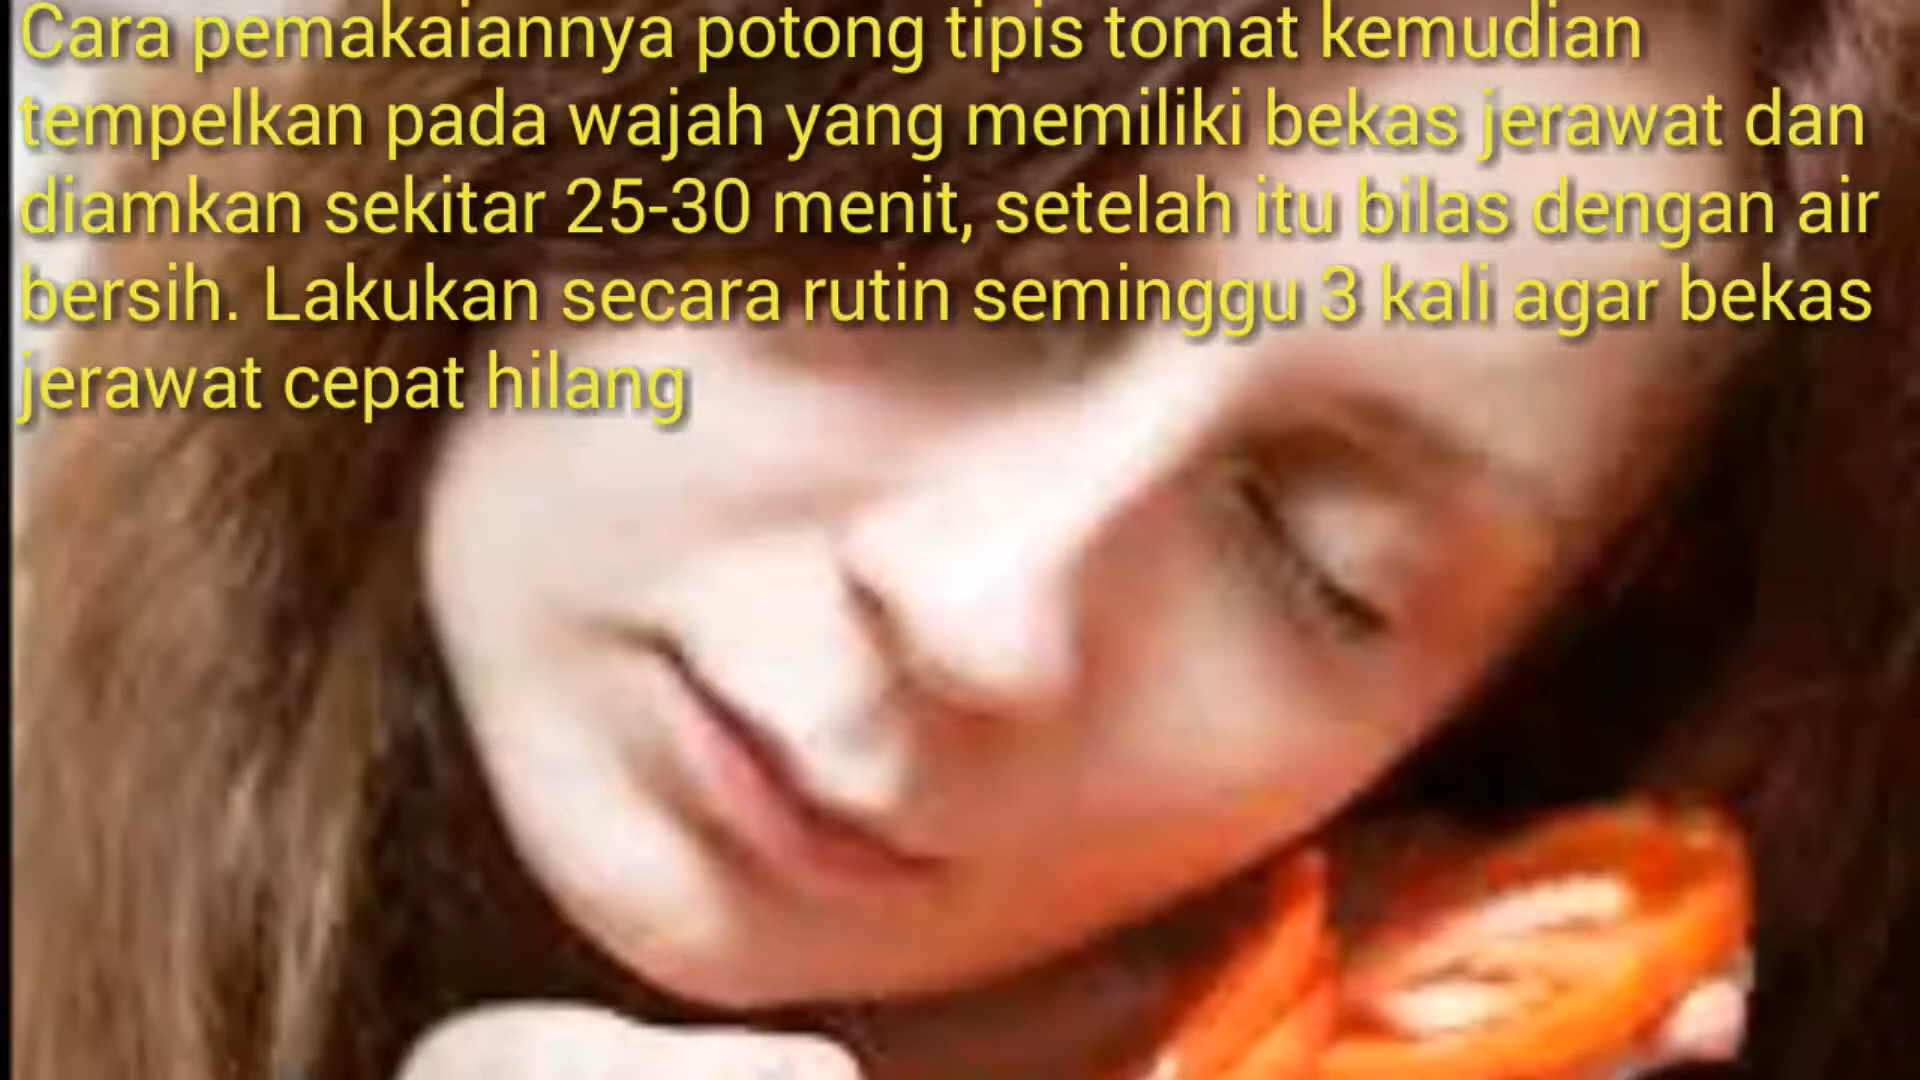 Cara pemakaiannya potong tipis tomat kemudian
tempelkan pada wajah yang memiliki bekas jerawat dan
diamkan sekitar 25-30 menit, setelah itu bilas dengan air
bersih. Lakukan secara rutin seminggu 3 kali agar bekas
jerawat cepat hilang